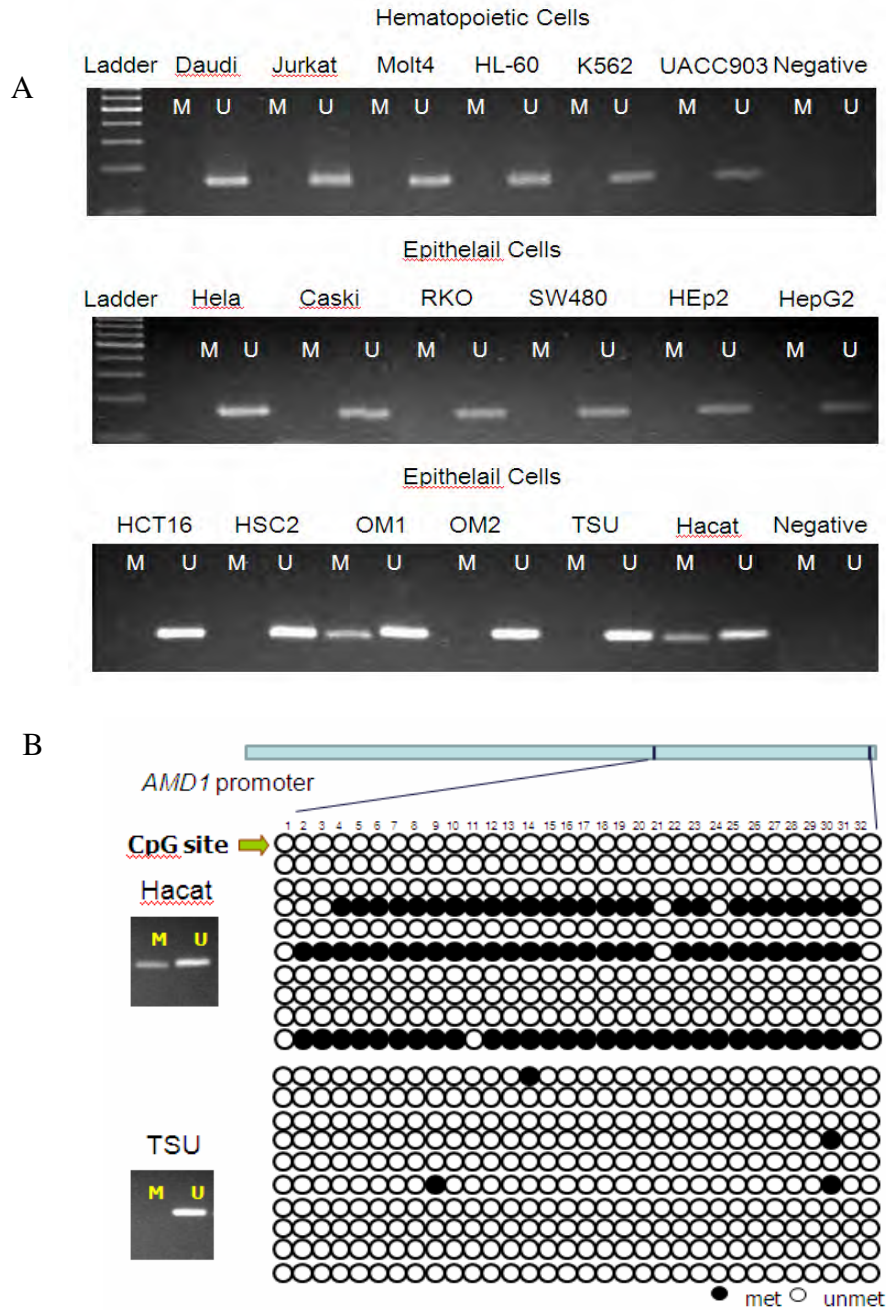 Hematopoietic Cells
A
Ladder Daudi Jurkat Molt4 HL-60 K562 UACC903 Negative
M U M U M U M U M U M U M U
Epithelail Cells
Ladder Hela Caski RKO SW480 HEp2 HepG2
M U M U M U M U M U M U
Epithelail Cells
HCT16 HSC2 OM1 OM2 TSU Hacat Negative
M U M U M U M U M U M U M U
B
AMD1 promoter
1 2 3 4 5 6 7 8 9 10 11 12 13 14 15 16 17 18 19 20 21 22 23 24 25 26 27 28 29 30 31 32
CpG site
Hacat
M U
TSU
M U
met unmet